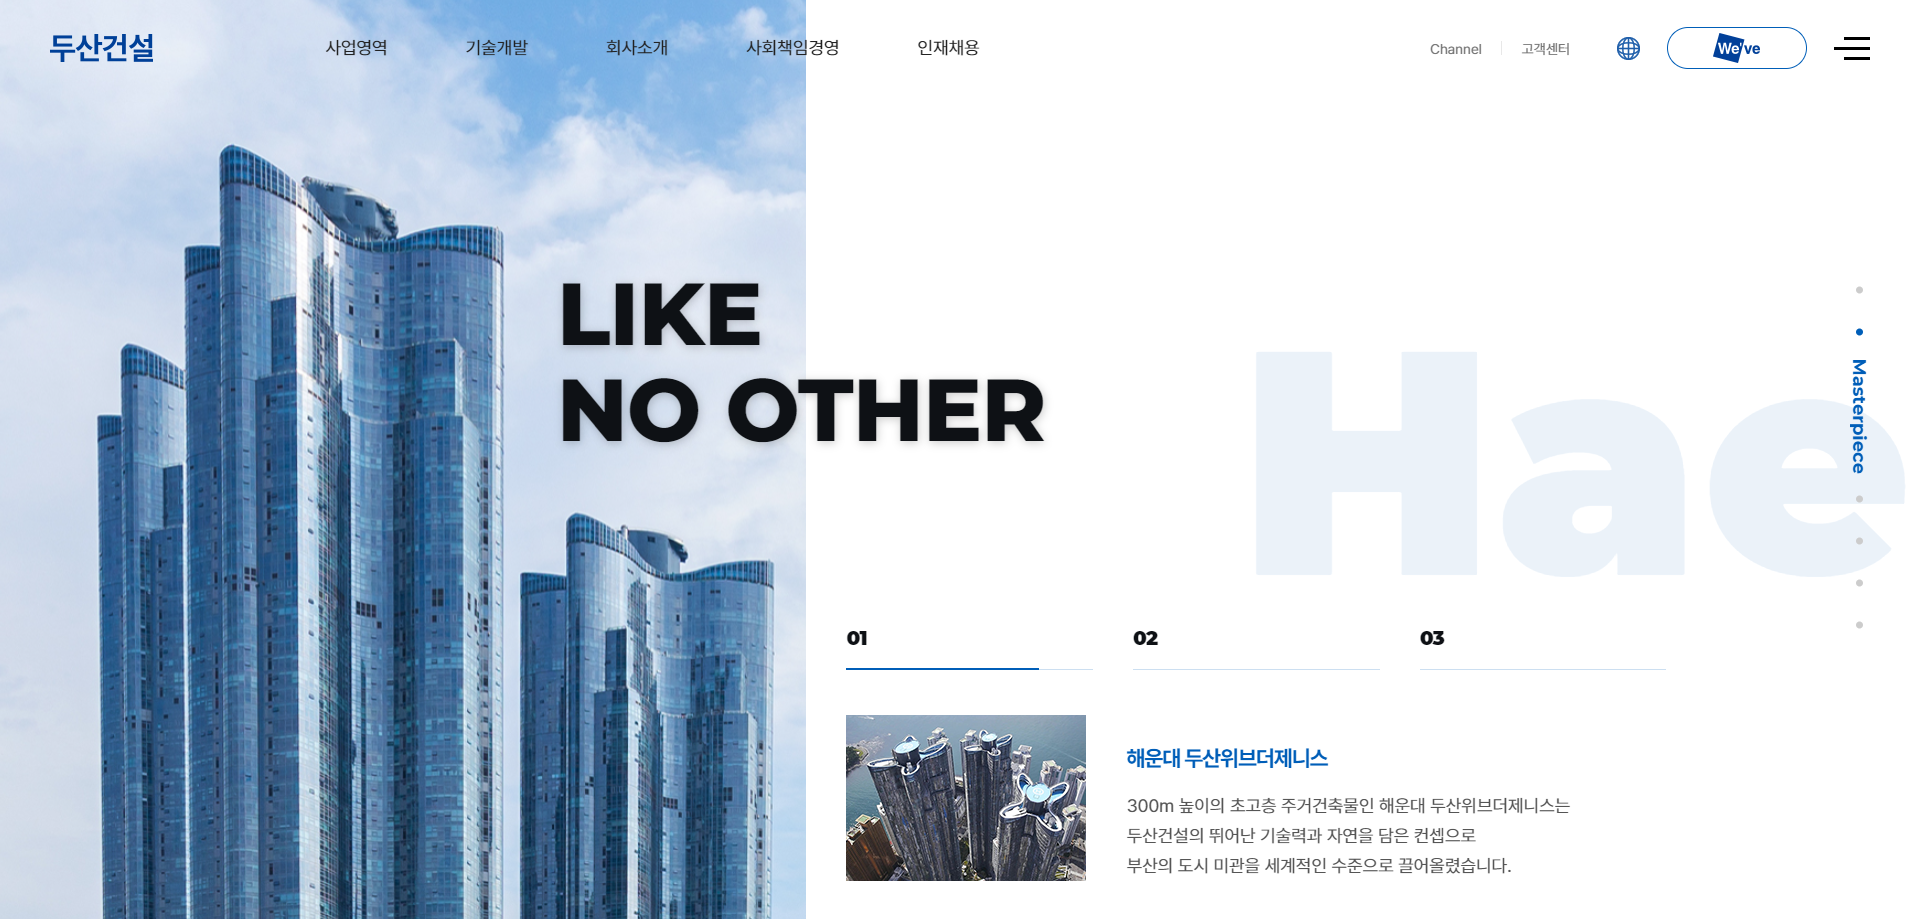 두산건설
사업영역
기술개발
회사소개
사회책임경영
인재채용
Channel
고객센터
We've
LIKE
NO OTHER
Hae
Masterpiece
01
02
03
해운대 두산위브더제니스
300m 높이의 초고층 주거건축물인 해운대 두산위브더제니스는
두산건설의 뛰어난 기술력과 자연을 담은 컨셉으로
부산의 도시 미관을 세계적인 수준으로 끌어올렸습니다.